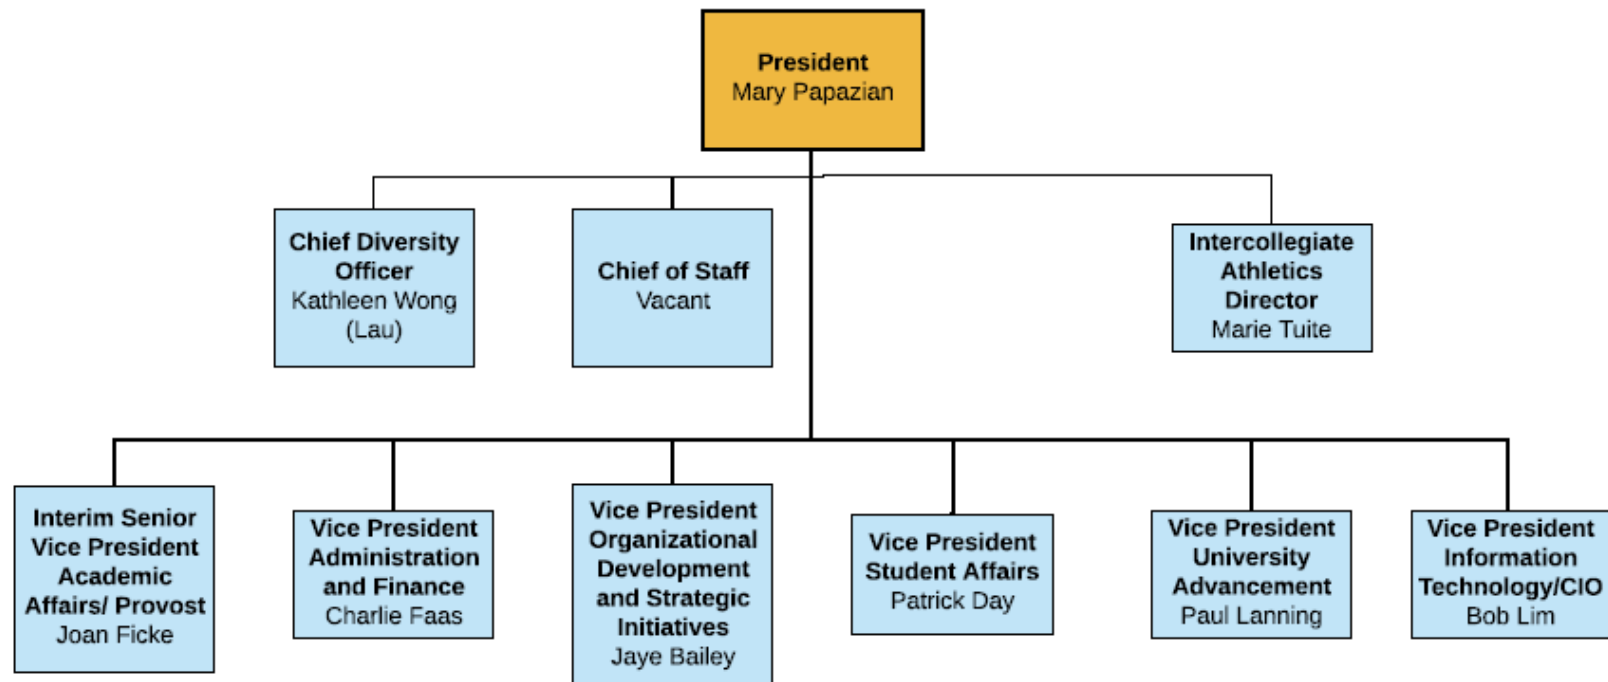 President
Mary Papazian
Chief Diversity
Officer
Kathleen Wong
(Lau)
Chief of Staff
Vacant
Intercollegiate
Athletics
Director
Marie Tuite
Interim Senior
Vice President
Academic
Affairs/ Provost
Joan Ficke
Vice President
Administration
and Finance
Charlie Faas
Vice President
Organizational
Development
and Strategic
Initiatives
Jaye Bailey
Vice President
Student Affairs
Patrick Day
Vice President
University
Advancement
Paul Lanning
Vice President
Information
Technology/CIO
Bob Lim